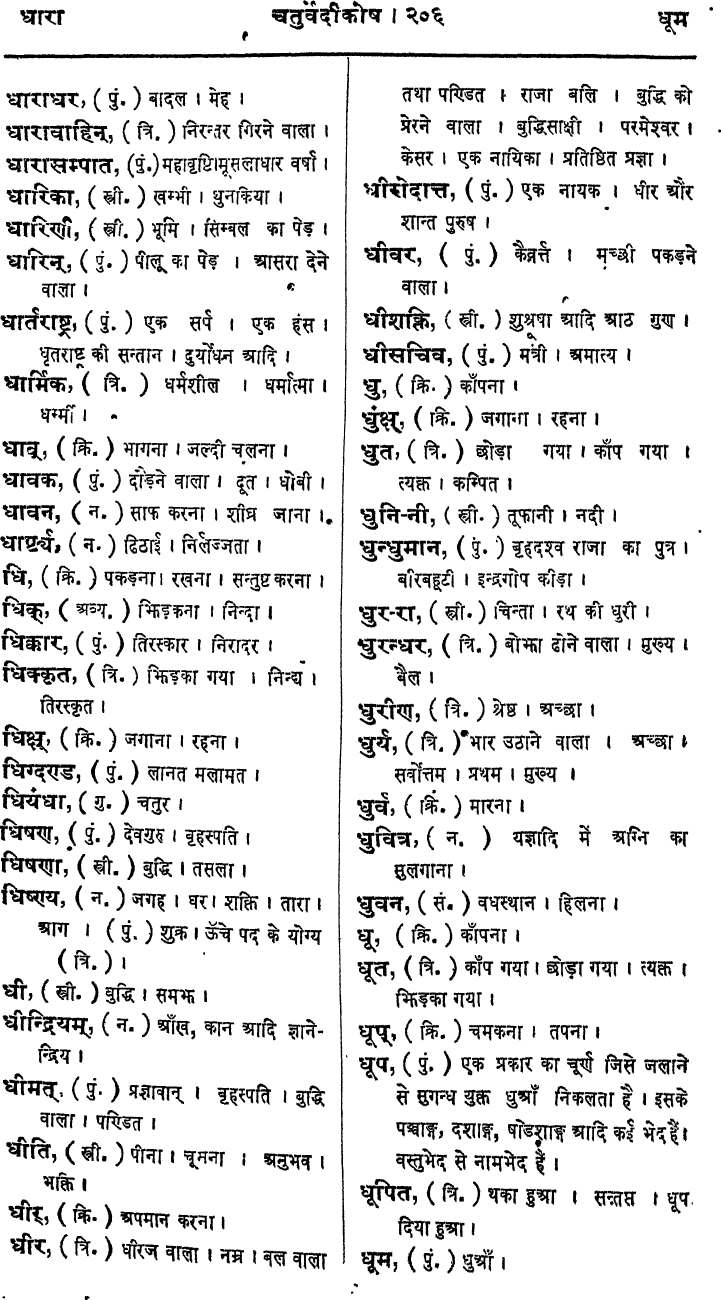 धारा
चतुर्वेदीकोष । २०६
धूम
धाराधर, ( पुं. ) बादल । मेह ।
धारावाहिन्, ( त्रि. ) निरन्तर गिरने वाला ।
धारासम्पात, (पुं.) महावृष्टि।मूसलाधार वर्षा ।
धारिका, ( स्त्री. ) खम्भी । थुनकिया ।
धारिणी, ( स्त्री. ) भूमि । सिम्बल का पेड़ ।
धारिन्, ( पुं. ) पीलू का पेड़ । आसरा देने
वाला ।
धार्तराष्ट्र, ( पुं. ) एक सर्प । एक हंस ।
धृतराष्ट्र की सन्तान । दुर्योधन आदि ।
धार्मिक, ( त्रि. ) धर्मशील । धर्मात्मा ।
धर्म्मी ।
धाव्, ( क्रि. ) भागना । जल्दी चलना ।
धावक, ( पुं. ) दौड़ने वाला । दूत । धोबी ।
धावन, ( न. ) साफ करना । शीघ्र जाना ।
धार्ष्ट्य, ( न. ) ढिठाई । निर्लज्जता ।
धि, ( क्रि. ) पकड़ना। रखना । सन्तुष्ट करना ।
धिक्, ( अव्य. ) झिड़कना । निन्दा ।
धिक्कार, ( पुं. ) तिरस्कार । निरादर ।
धिक्कृत, ( त्रि. ) झिड़का गया । निन्द्य ।
तिरस्कृत ।
धिक्ष्, ( क्रि. ) जगाना । रहना ।
धिग्दण्ड, ( पुं. ) लानत मलामत ।
धियंधा, ( गु. ) चतुर ।
धिषण, ( पुं. ) देवगुरु । बृहस्पति ।
धिषणा, ( स्त्री. ) बुद्धि । तसला ।
धिष्ण्य, ( न. ) जगह । घर। शक्ति । तारा ।
आग । ( पुं. ) शुक्र । ऊँचे पद के योग्य
( त्रि. ) ।
धी, ( स्त्री. ) बुद्धि । समझ ।
धीन्द्रियम्, ( न. ) आँख, कान आदि ज्ञाने-
न्द्रिय ।
धीमत्, ( पुं. ) प्रज्ञावान् । बृहस्पति । बुद्धि
वाला । पण्डित ।
धीति, ( स्त्री. ) पीना । चूमना । अनुभव ।
भक्ति ।
धीर्, ( क्रि. ) अपमान करना ।
धीर, ( त्रि. ) धीरज वाला । नम्र । बल वाला
तथा पण्डित । राजा बलि । बुद्धि को
प्रेरने वाला । बुद्धिसाक्षी । परमेश्वर ।
केसर । एक नायिका । प्रतिष्ठित प्रज्ञा ।
धीरोदात्त, ( पुं. ) एक नायक । धीर और
शान्त पुरुष ।
धीवर, ( पुं. ) कैवर्त्त । मच्छी पकड़ने
वाला ।
धीशक्ति, ( स्त्री. ) शुश्रूषा आदि आठ गुण ।
धीसचिव, ( पुं. ) मंत्री । अमात्य ।
धु, ( क्रि. ) काँपना ।
धुंक्ष्, ( क्रि. ) जगाना । रहना ।
धुत, ( त्रि. ) छोड़ा गया । काँप गया ।
त्यक्त । कम्पित ।
धुनि-नी, ( स्त्री. ) तूफानी । नदी ।
धुन्धुमान, ( पुं. ) बृहदश्व राजा का पुत्र ।
बीरबहूटी । इन्द्रगोप कीड़ा ।
धुर-रा, ( स्त्री. ) चिन्ता । रथ की धुरी ।
धुरन्धर, ( त्रि. ) बोझा ढोने वाला । मुख्य ।
बैल ।
धुरीण, ( त्रि. ) श्रेष्ठ । अच्छा ।
धुर्य, ( त्रि. ) भार उठाने वाला । अच्छा ।
सर्वोत्तम । प्रथम । मुख्य ।
धुर्व, ( क्रि. ) मारना ।
धुवित्र, ( न. ) यज्ञादि में अग्नि का
सुलगाना ।
धुवन, ( सं. ) वधस्थान । हिलना ।
धू, ( क्रि. ) काँपना ।
धूत, ( त्रि. ) काँप गया। छोड़ा गया । त्यक्त ।
झिड़का गया ।
धूप्, ( क्रि. ) चमकना । तपना ।
धूप, ( पुं. ) एक प्रकार का चूर्ण जिसे जलाने
से सुगन्ध युक्त धुआँ निकलता है । इसके
पञ्चाङ्ग, दशाङ्ग, षोडशाङ्ग आदि कई भेद हैं।
वस्तुभेद से नामभेद हैं ।
धूपित, ( त्रि. ) थका हुआ । सन्तप्त । धूप
दिया हुआ ।
धूम, ( पुं. ) धुआँ ।